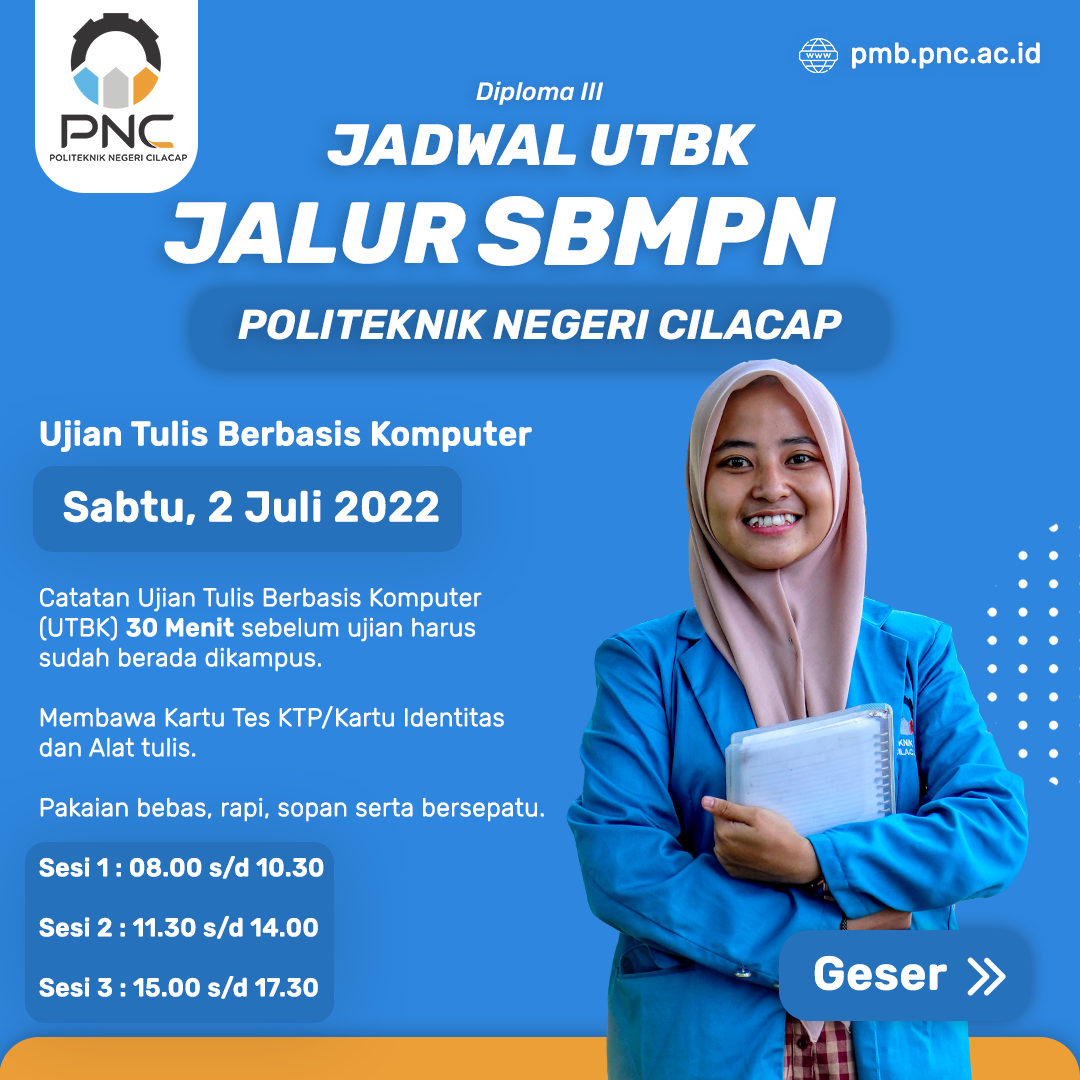 PNC
POLITEKNIK NEGERI CILACAP
www
pmb.pnc.ac.id
Diploma III
JADWAL UTBK
JALUR SBMPN
POLITEKNIK NEGERI CILACAP
Ujian Tulis Berbasis Komputer
Sabtu, 2 Juli 2022
Catatan Ujian Tulis Berbasis Komputer
(UTBK) 30 Menit sebelum ujian harus
sudah berada dikampus.
Membawa Kartu Tes KTP/Kartu Identitas
dan Alat tulis.
Pakaian bebas, rapi, sopan serta bersepatu.
Sesi 1 : 08.00 s/d 10.30
Sesi 2 : 11.30 s/d 14.00
Sesi 3 : 15.00 s/d 17.30
Geser